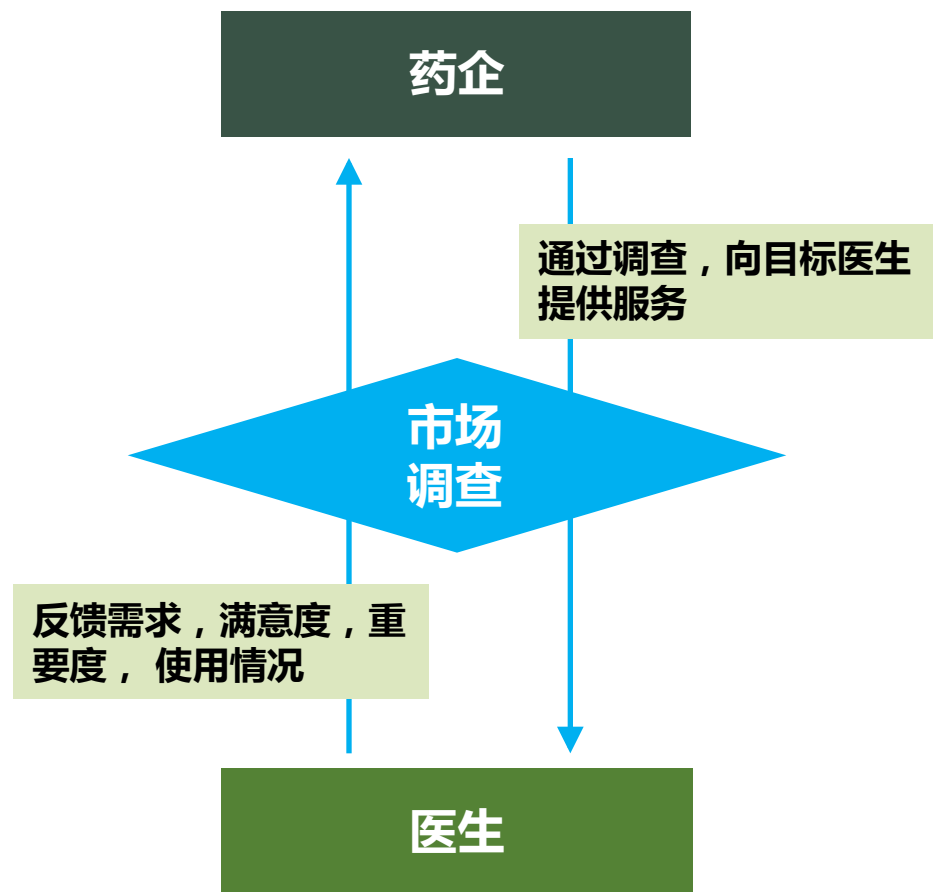 药企
通过调查，向目标医生
提供服务
市场
调查
反馈需求，满意度，重
要度， 使用情况
医生